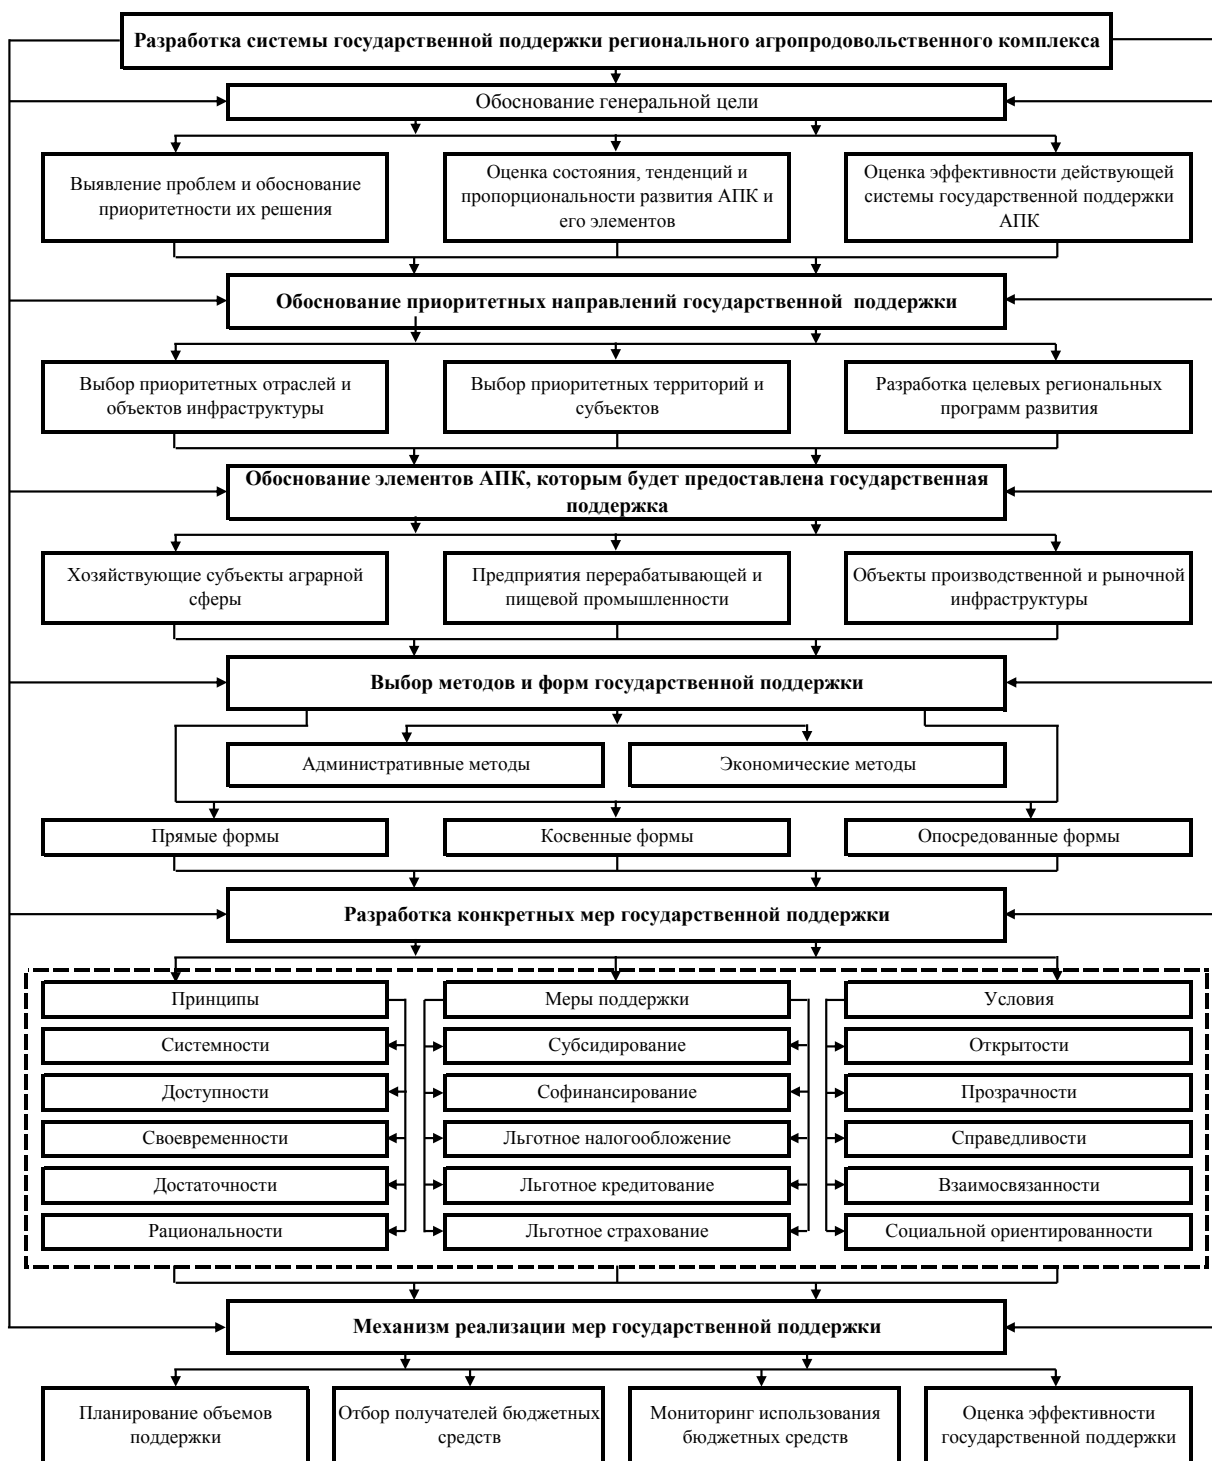 Разработка системы государственной поддержки регионального агропродовольственного комплекса
Обоснование генеральной цели
Выявление проблем и обоснование
приоритетности их решения
Оценка состояния, тенденций и
пропорциональности развития АПК и
его элементов
Оценка эффективности действующей
системы государственной поддержки
АПК
Обоснование приоритетных направлений государственной поддержки
Выбор приоритетных отраслей и
объектов инфраструктуры
Выбор приоритетных территорий и
субъектов
Разработка целевых региональных
программ развития
Обоснование элементов АПК, которым будет предоставлена государственная
поддержка
Хозяйствующие субъекты аграрной
сферы
Предприятия перерабатывающей и
пищевой промышленности
Объекты производственной и рыночной
инфраструктуры
Выбор методов и форм государственной поддержки
Административные методы
Экономические методы
Прямые формы
Косвенные формы
Опосредованные формы
Разработка конкретных мер государственной поддержки
Принципы
Системности
Доступности
Своевременности
Достаточности
Рациональности
Меры поддержки
Субсидирование
Софинансирование
Льготное налогообложение
Льготное кредитование
Льготное страхование
Условия
Открытости
Прозрачности
Справедливости
Взаимосвязанности
Социальной ориентированности
Механизм реализации мер государственной поддержки
Планирование объемов
поддержки
Отбор получателей бюджетных
средств
Мониторинг использования
бюджетных средств
Оценка эффективности
государственной поддержки